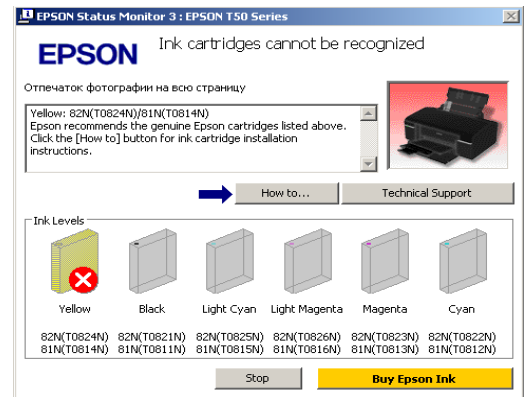 EPSON Status Monitor 3 : EPSON T50 Series
EPSON
Ink cartridges cannot be recognized
Отпечаток фотографии на всю страницу
Yellow: 82N(T0824N)/81N(T0814N)
Epson recommends the genuine Epson cartridges listed above.
Click the [How to] button for ink cartridge installation
instructions.
How to...
Technical Support
Ink Levels
Yellow Black Light Cyan Light Magenta Magenta Cyan
82N(T0824N) 82N(T0821N) 82N(T0825N) 82N(T0826N) 82N(T0823N) 82N(T0822N)
81N(T0814N) 81N(T0811N) 81N(T0815N) 81N(T0816N) 81N(T0813N) 81N(T0812N)
Stop
Buy Epson Ink